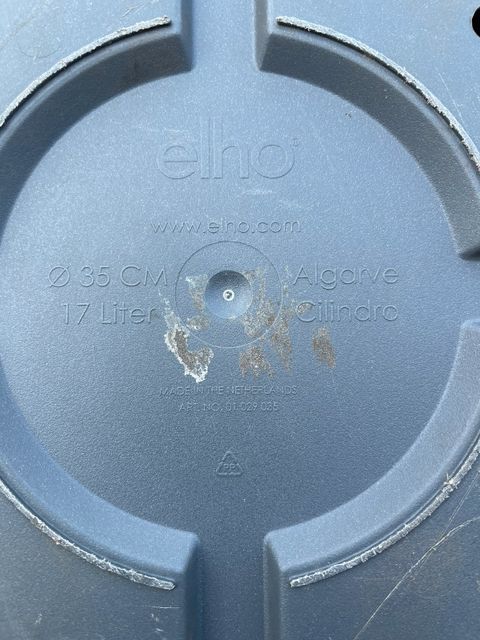 elho®
www.elho.com
Ø 35 CM Algarve
17 Liter Cilindro
MADE IN THE NETHERLANDS
ART. NO. 01.029.035
PP